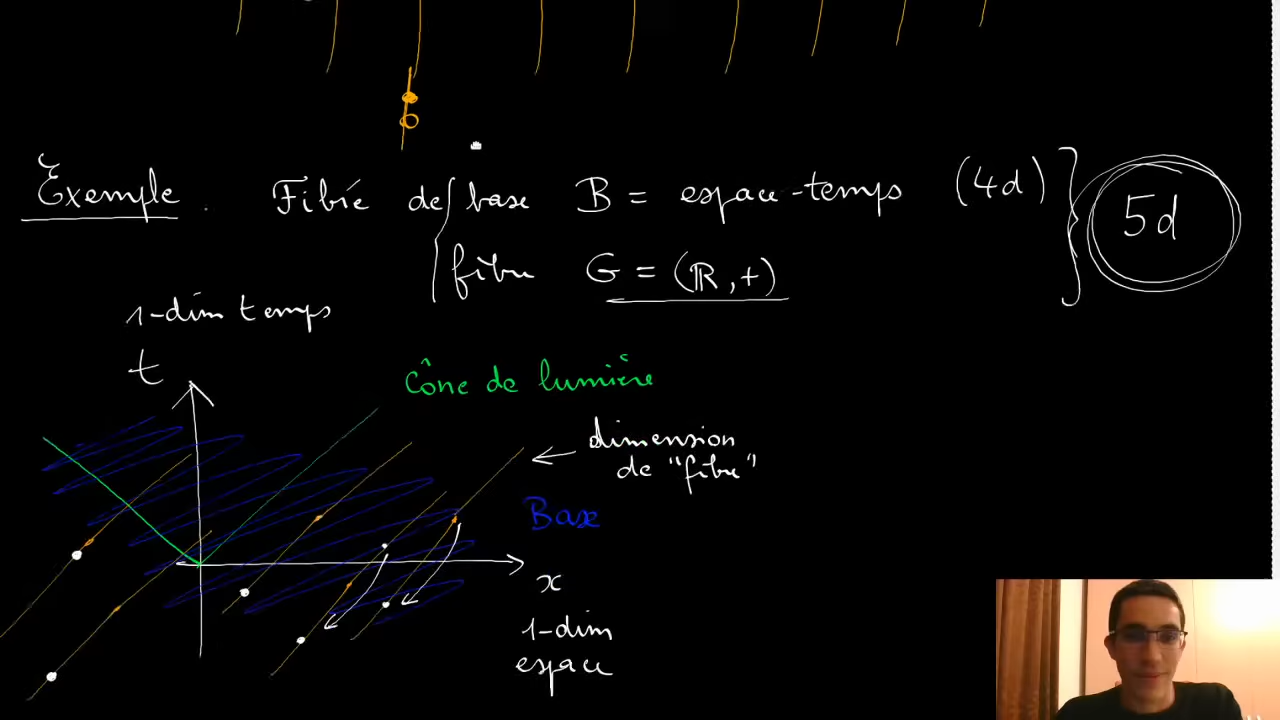 Exemple. Fibré de base B = espace-temps (4d) 5d
fibre G = (ℝ,+)
1-dim temps
t
Cône de lumière
dimension
de "fibre"
Base
x
1-dim
espace